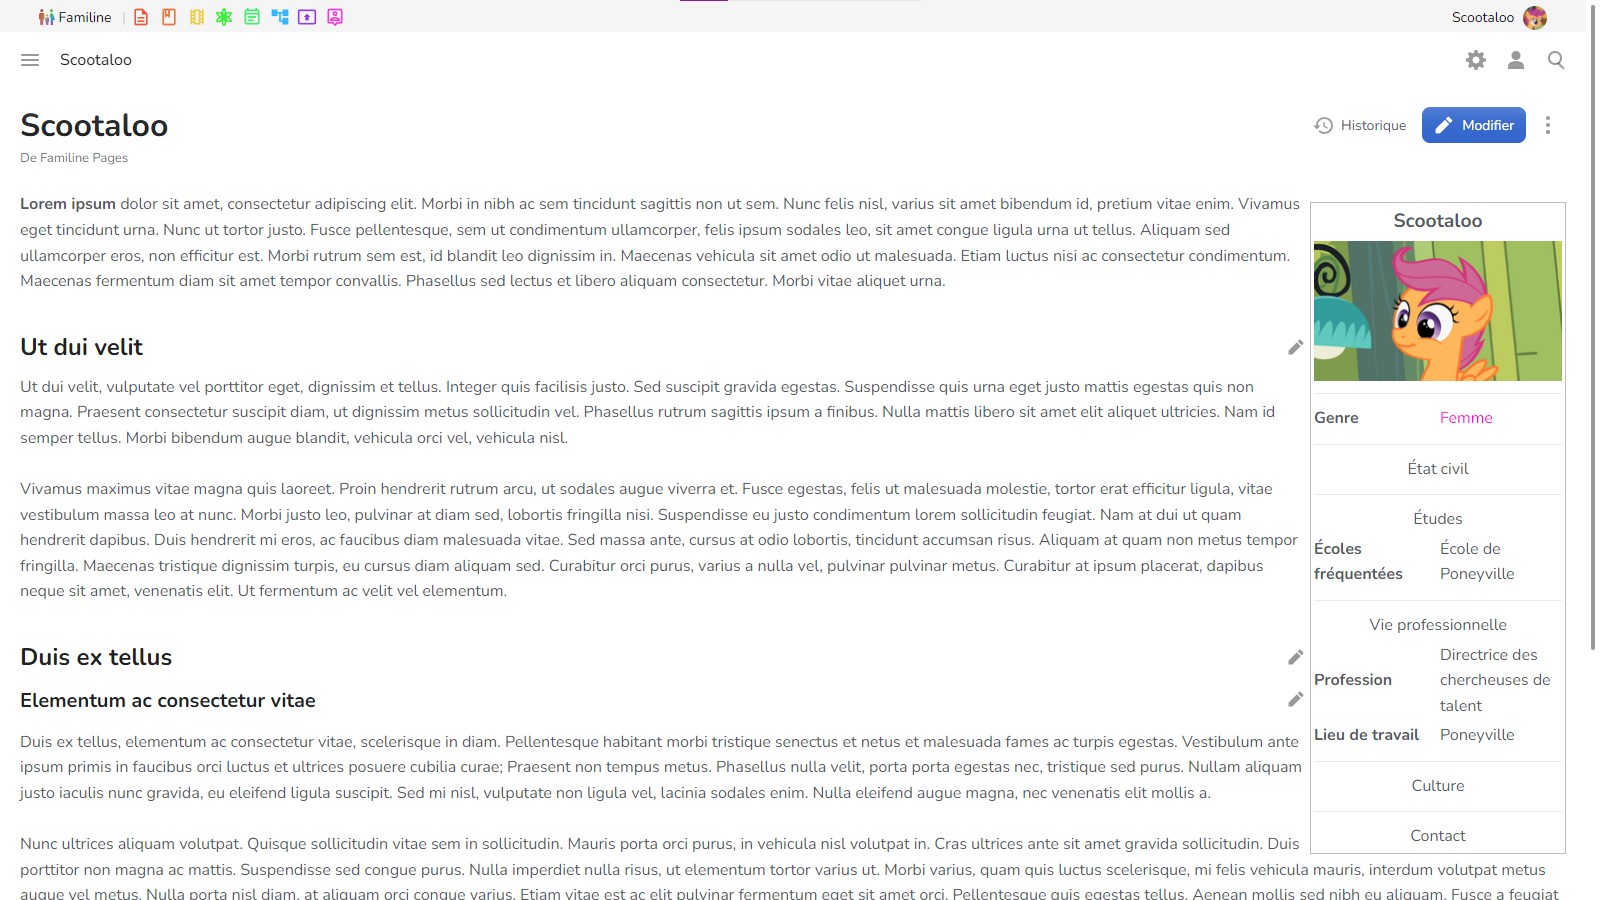 Familine
Scootaloo
Scootaloo
Scootaloo
Historique
Modifier
De Familine Pages
Lorem ipsum dolor sit amet, consectetur adipiscing elit. Morbi in nibh ac sem tincidunt sagittis non ut sem. Nunc felis nisl, varius sit amet bibendum id, pretium vitae enim. Vivamus
eget tincidunt urna. Nunc ut tortor justo. Fusce pellentesque, sem ut condimentum ullamcorper, felis ipsum sodales leo, sit amet congue ligula urna ut tellus. Aliquam sed
ullamcorper eros, non efficitur est. Morbi rutrum sem est, id blandit leo dignissim in. Maecenas vehicula sit amet odio ut malesuada. Etiam luctus nisi ac consectetur condimentum.
Maecenas fermentum diam sit amet tempor convallis. Phasellus sed lectus et libero aliquam consectetur. Morbi vitae aliquet urna.
Ut dui velit
Ut dui velit, vulputate vel porttitor eget, dignissim et tellus. Integer quis facilisis justo. Sed suscipit gravida egestas. Suspendisse quis urna eget justo mattis egestas quis non
magna. Praesent consectetur suscipit diam, ut dignissim metus sollicitudin vel. Phasellus rutrum sagittis ipsum a finibus. Nulla mattis libero sit amet elit aliquet ultricies. Nam id
semper tellus. Morbi bibendum augue blandit, vehicula orci vel, vehicula nisl.
Vivamus maximus vitae magna quis laoreet. Proin hendrerit rutrum arcu, ut sodales augue viverra et. Fusce egestas, felis ut malesuada molestie, tortor erat efficitur ligula, vitae
vestibulum massa leo at nunc. Morbi justo leo, pulvinar at diam sed, lobortis fringilla nisi. Suspendisse eu justo condimentum lorem sollicitudin feugiat. Nam at dui ut quam
hendrerit dapibus. Duis hendrerit mi eros, ac faucibus diam malesuada vitae. Sed massa ante, cursus at odio lobortis, tincidunt accumsan risus. Aliquam at quam non metus tempor
fringilla. Maecenas tristique dignissim turpis, eu cursus diam aliquam sed. Curabitur orci purus, varius a nulla vel, pulvinar pulvinar metus. Curabitur at ipsum placerat, dapibus
neque sit amet, venenatis elit. Ut fermentum ac velit vel elementum.
Duis ex tellus
Elementum ac consectetur vitae
Duis ex tellus, elementum ac consectetur vitae, scelerisque in diam. Pellentesque habitant morbi tristique senectus et netus et malesuada fames ac turpis egestas. Vestibulum ante
ipsum primis in faucibus orci luctus et ultrices posuere cubilia curae; Praesent non tempus metus. Phasellus nulla velit, porta porta egestas nec, tristique sed purus. Nullam aliquam
justo iaculis nunc gravida, eu eleifend ligula suscipit. Sed mi nisl, vulputate non ligula vel, lacinia sodales enim. Nulla eleifend augue magna, nec venenatis elit mollis a.
Nunc ultrices aliquam volutpat. Quisque sollicitudin vitae sem in sollicitudin. Mauris porta orci purus, in vehicula nisl volutpat in. Cras ultrices ante sit amet gravida sollicitudin. Duis
porttitor non magna ac mattis. Suspendisse sed congue purus. Nulla imperdiet nulla risus, ut elementum tortor varius ut. Morbi varius, quam quis luctus scelerisque, mi felis vehicula mauris, interdum volutpat metus
augue vel metus. Nulla porta nisl diam, at aliquam orci congue varius. Etiam vitae est ac elit pulvinar fermentum eget sit amet orci. Pellentesque quis egestas tellus. Aenean mollis sed nibh eu aliquam. Fusce a feugiat
Scootaloo
Genre Femme
État civil
Études
Écoles fréquentées
École de Poneyville
Vie professionnelle
Profession
Directrice des
chercheuses de
talent
Lieu de travail Poneyville
Culture
Contact